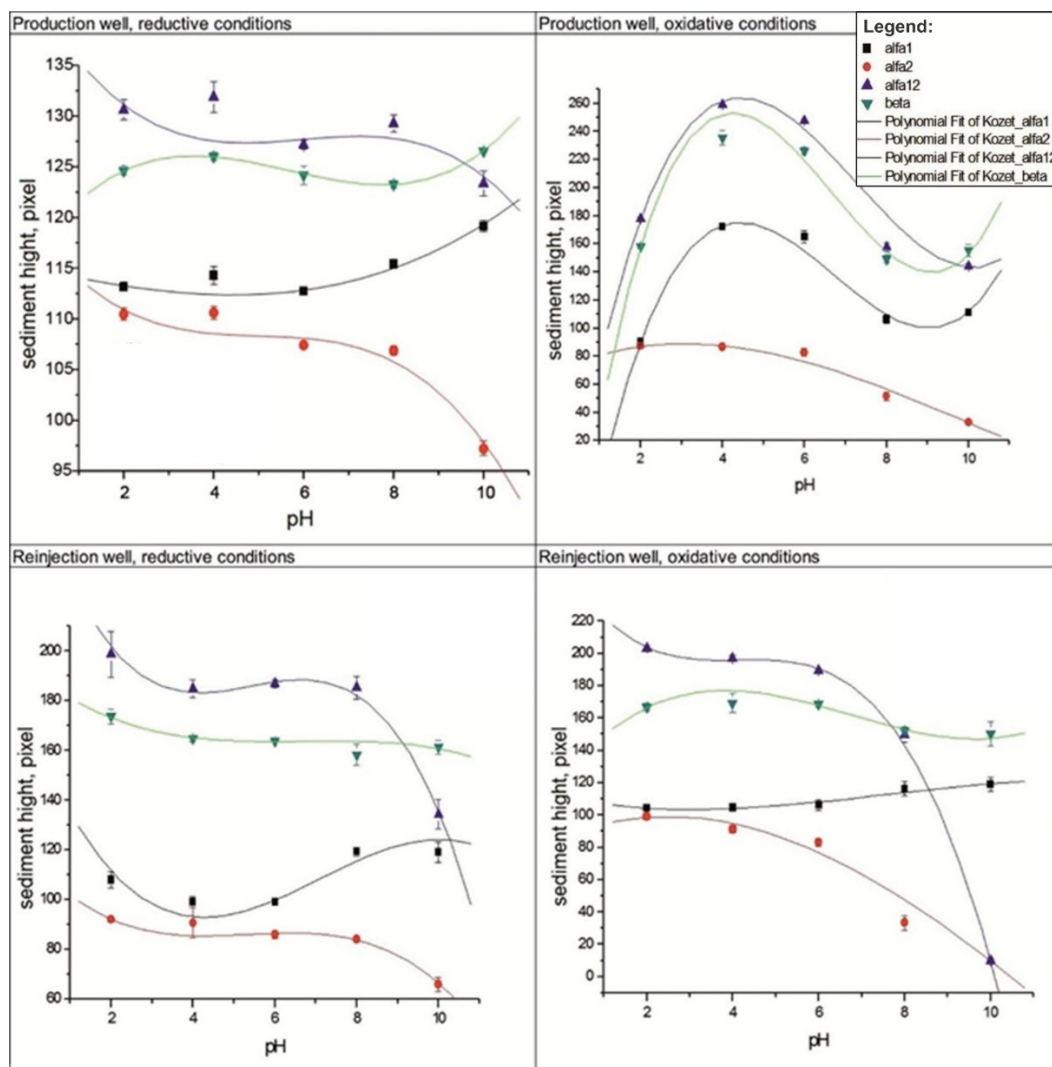 Production well, reductive conditions
135
130
125
120
115
110
105
100
95
sediment hight, pixel
2 4 6 8 10
pH
Production well, oxidative conditions
260
240
220
200
180
160
140
120
100
80
60
40
20
sediment hight, pixel
2 4 6 8 10
pH
Legend:
alfa1
alfa2
alfa12
beta
Polynomial Fit of Kozet_alfa1
Polynomial Fit of Kozet_alfa2
Polynomial Fit of Kozet_alfa12
Polynomial Fit of Kozet_beta
Reinjection well, reductive conditions
200
180
160
140
120
100
80
60
sediment hight, pixel
2 4 6 8 10
pH
Reinjection well, oxidative conditions
220
200
180
160
140
120
100
80
60
40
20
0
sediment hight, pixel
2 4 6 8 10
pH